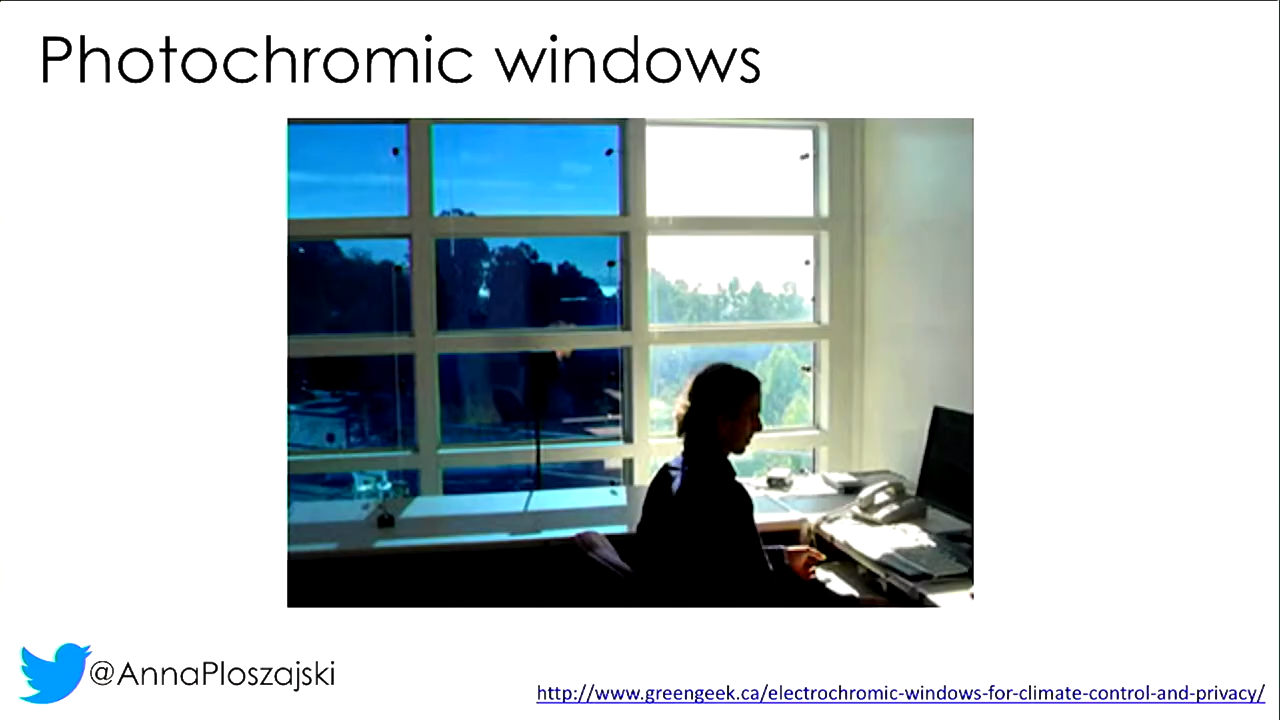 Photochromic windows
@AnnaPloszajski
http://www.greengeek.ca/electrochromic-windows-for-climate-control-and-privacy/